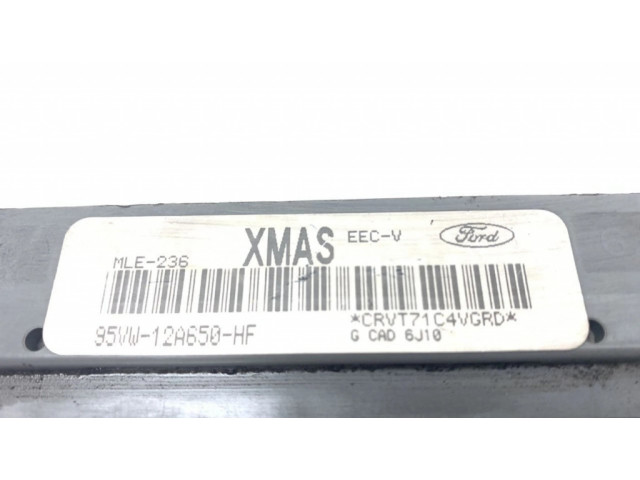 XMAS EEC-V Ford
MLE-236
*CRVT71C4VGRD*
95VW-12A650-HF G CAD 6J10